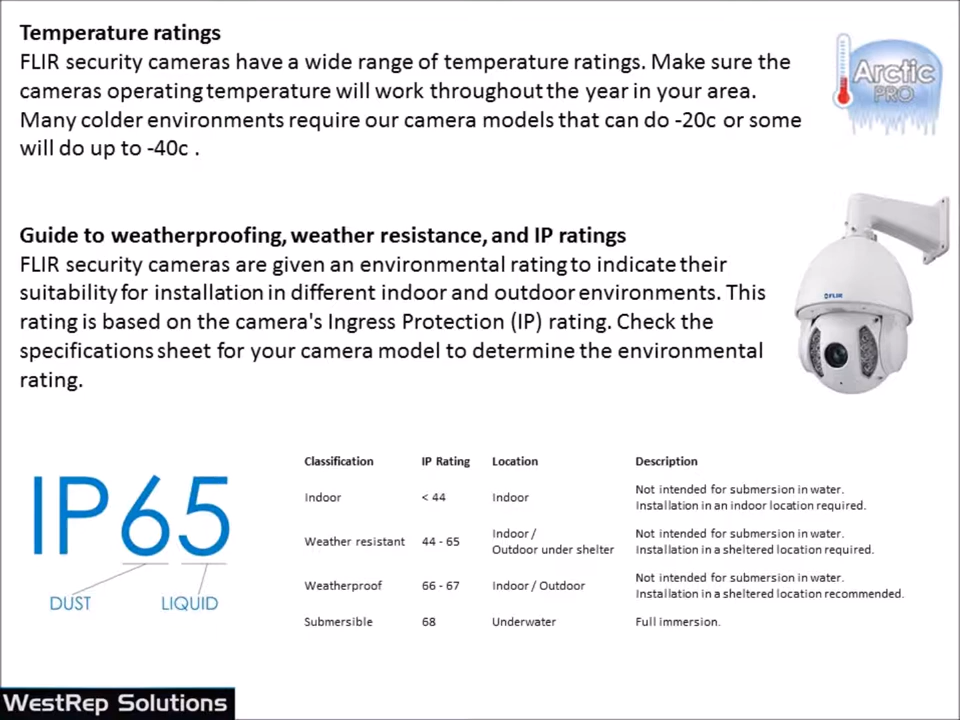 Temperature ratings
FLIR security cameras have a wide range of temperature ratings. Make sure the
cameras operating temperature will work throughout the year in your area.
Many colder environments require our camera models that can do -20c or some
will do up to -40c .
Arctic
PRO
Guide to weatherproofing, weather resistance, and IP ratings
FLIR security cameras are given an environmental rating to indicate their
suitability for installation in different indoor and outdoor environments. This
rating is based on the camera's Ingress Protection (IP) rating. Check the
specifications sheet for your camera model to determine the environmental
rating.
FLIR
IP65
DUST LIQUID
Classification IP Rating Location Description
Indoor < 44 Indoor Not intended for submersion in water.
Installation in an indoor location required.
Weather resistant 44 - 65 Indoor / Not intended for submersion in water.
Outdoor under shelter Installation in a sheltered location required.
Weatherproof 66 - 67 Indoor / Outdoor Not intended for submersion in water.
Installation in a sheltered location recommended.
Submersible 68 Underwater Full immersion.
WestRep Solutions